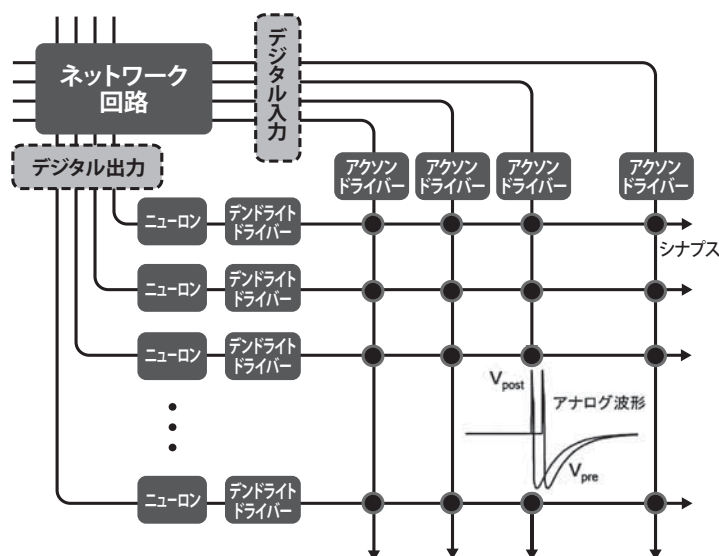 ネットワーク
回路
デジタル入力
デジタル出力
アクソン
ドライバー
アクソン
ドライバー
アクソン
ドライバー
アクソン
ドライバー
ニューロン
デンドライト
ドライバー
シナプス
ニューロン
デンドライト
ドライバー
ニューロン
デンドライト
ドライバー
Vpost
アナログ波形
Vpre
ニューロン
デンドライト
ドライバー